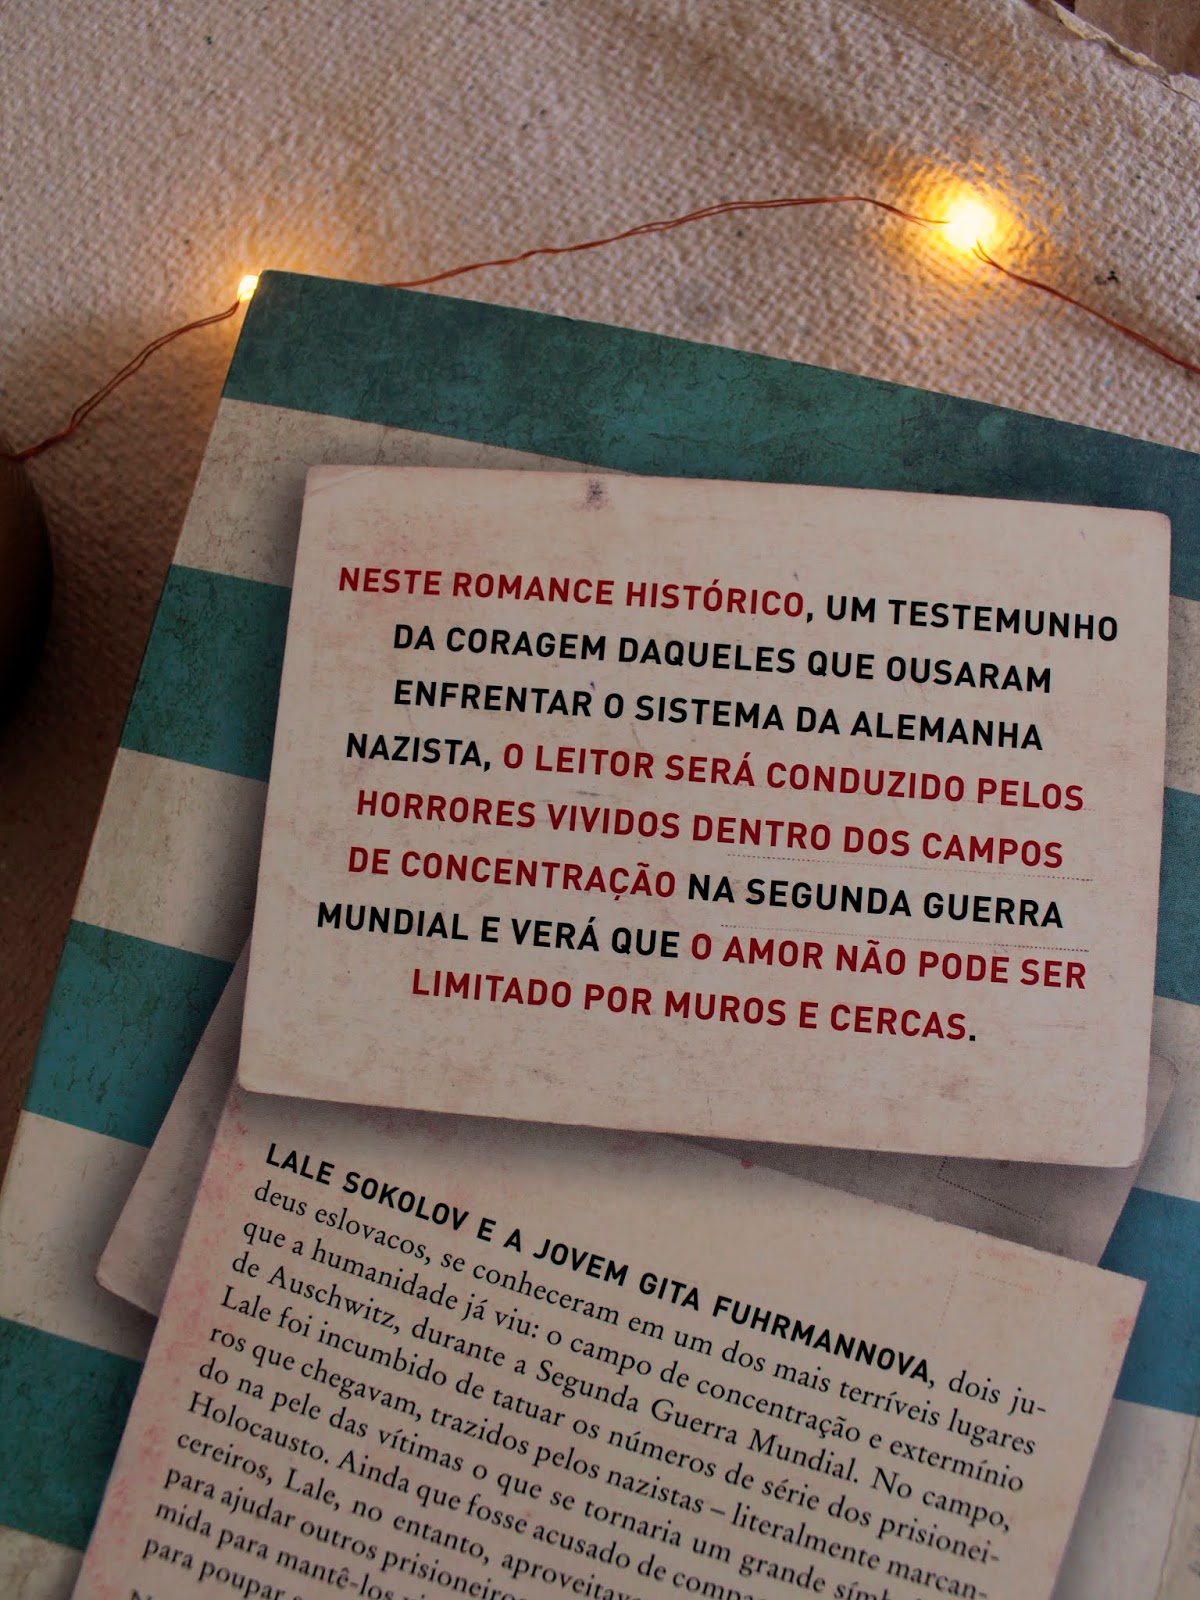 NESTE ROMANCE HISTÓRICO, UM TESTEMUNHO
DA CORAGEM DAQUELES QUE OUSARAM
ENFRENTAR O SISTEMA DA ALEMANHA
NAZISTA, O LEITOR SERÁ CONDUZIDO PELOS
HORRORES VIVIDOS DENTRO DOS CAMPOS
DE CONCENTRAÇÃO NA SEGUNDA GUERRA
MUNDIAL E VERÁ QUE O AMOR NÃO PODE SER
LIMITADO POR MUROS E CERCAS.
LALE SOKOLOV E A JOVEM GITA FUHRMANNOVA, dois ju-
deus eslovacos, se conheceram em um dos mais terríveis lugares
que a humanidade já viu: o campo de concentração e extermínio
de Auschwitz, durante a Segunda Guerra Mundial. No campo,
Lale foi incumbido de tatuar os números de série dos prisionei-
ros que chegavam, trazidos pelos nazistas – literalmente marcan-
do na pele das vítimas o que se tornaria um grande
Holocausto. Ainda que fosse acusado de
cereiros, Lale, no entanto,
para ajudar outros
mida para mantê-los
para poupar